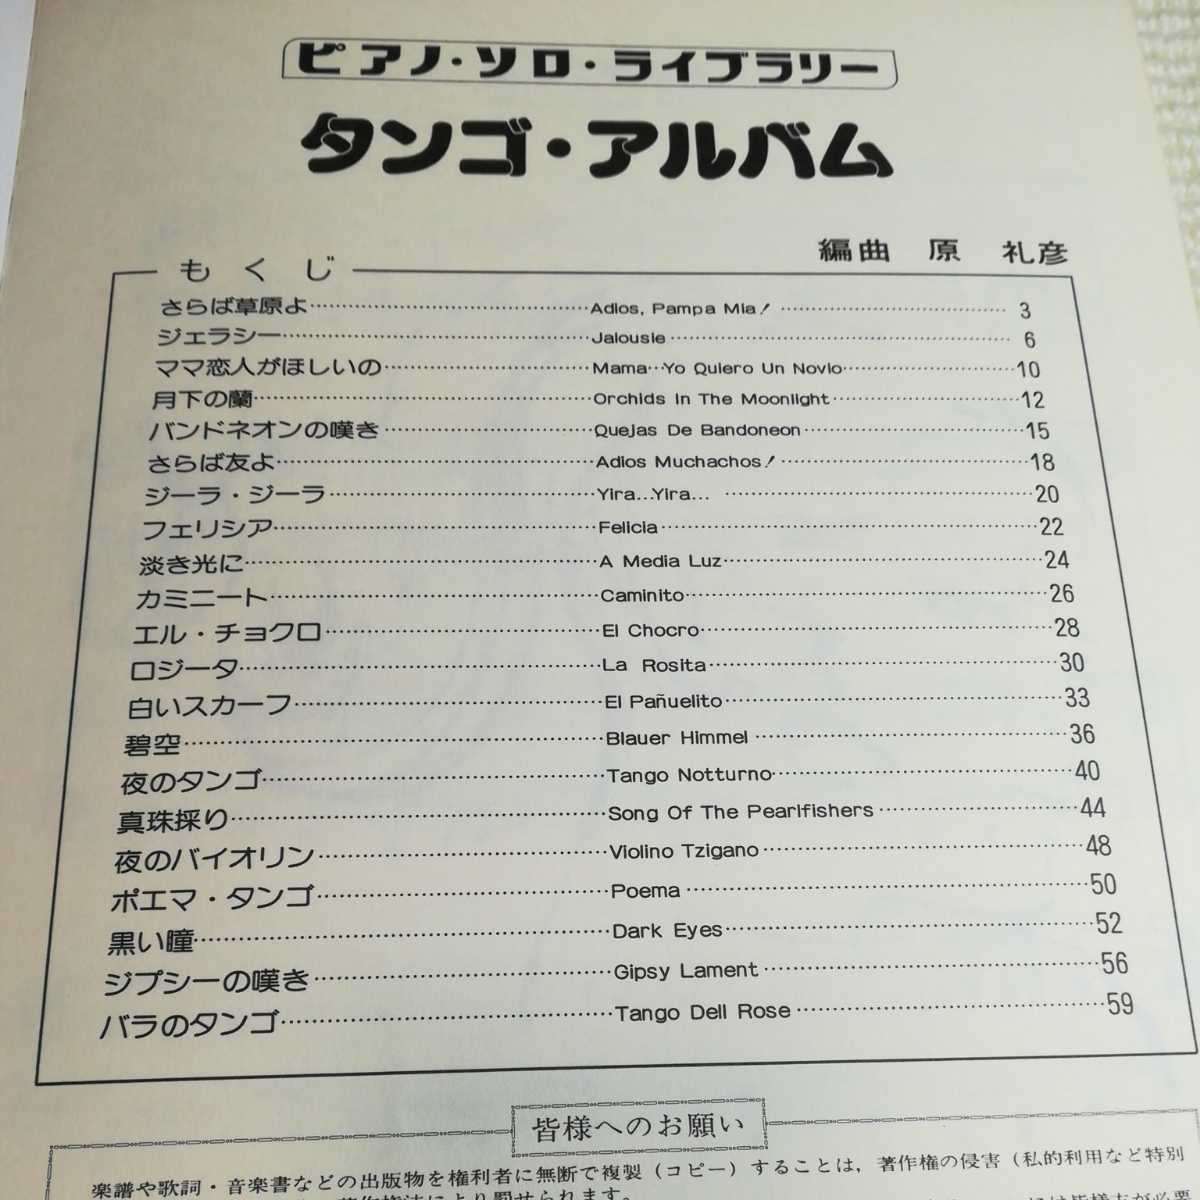 ピアノ・ソロ・ライブラリー
タンゴ・アルバム
編曲 原 礼彦
もくじ
さらば草原よ Adios, Pampa Mia! 3
ジェラシー Jalousie 6
ママ恋人がほしいの Mama…Yo Quiero Un Novio 10
月下の蘭 Orchids In The Moonlight 12
バンドネオンの嘆き Quejas De Bandoneon 15
さらば友よ Adios Muchachos! 18
ジーラ・ジーラ Yira...Yira... 20
フェリシア Felicia 22
淡き光に A Media Luz 24
カミニート Caminito 26
エル・チョクロ El Chocro 28
ロジータ La Rosita 30
白いスカーフ El Pañuelito 33
碧空 Blauer Himmel 36
夜のタンゴ Tango Notturno 40
真珠採り Song Of The Pearlfishers 44
夜のバイオリン Violino Tzigano 48
ポエマ・タンゴ Poema 50
黒い瞳 Dark Eyes 52
ジプシーの嘆き Gipsy Lament 56
バラのタンゴ Tango Dell Rose 59
皆様へのお願い
楽譜や歌詞・音楽書などの出版物を権利者に無断で複製（コピー）することは，著作権の侵害（私的利用など特別